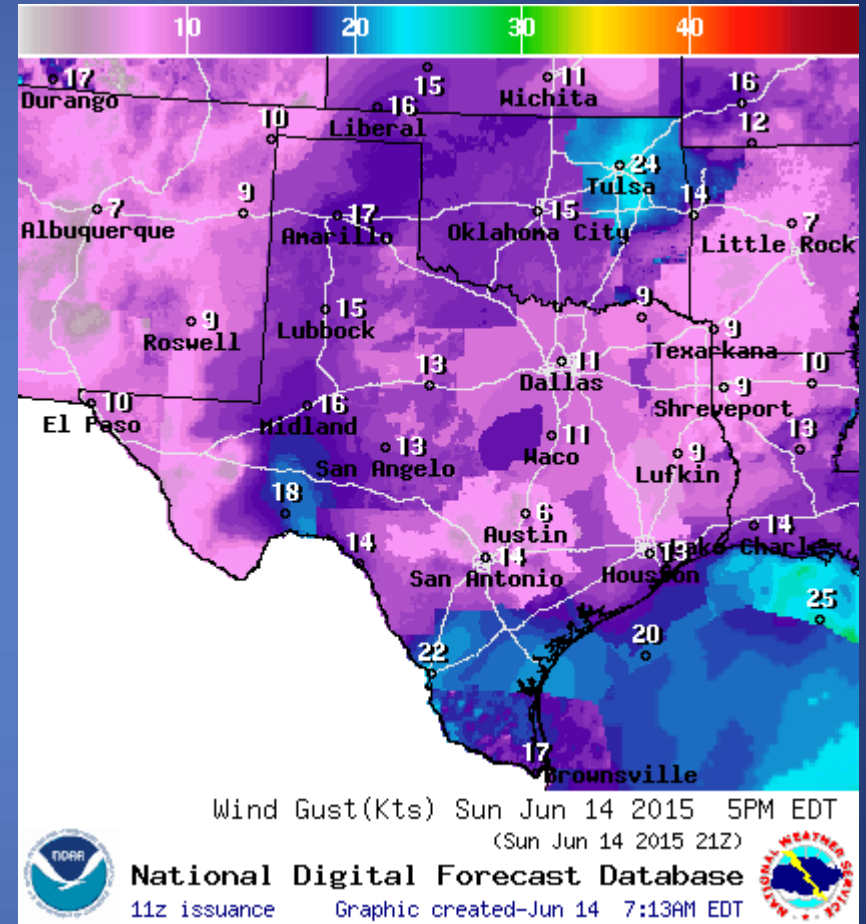 10 20 30 40
17 15 11 16
Durango Wichita
16
Liberal
10 12
24
Tulsa
7 9 17 15 14 7
Albuquerque Amarillo Oklahoma City Little Rock
9 15 9 9
Roswell Lubbock Texarkana
13 11 9 10
Dallas
10 16 Shreveport
El Paso Midland
13 11 9 13
San Angelo Waco Lufkin
18 6 14
Austin Lake Charles
14 14 13
San Antonio Houston
25
22 20
17
Brownsville
Wind Gust(Kts) Sun Jun 14 2015 5PM EDT
(Sun Jun 14 2015 21Z)
NOAA
NATIONAL WEATHER SERVICE
National Digital Forecast Database
11z issuance Graphic created-Jun 14 7:13AM EDT